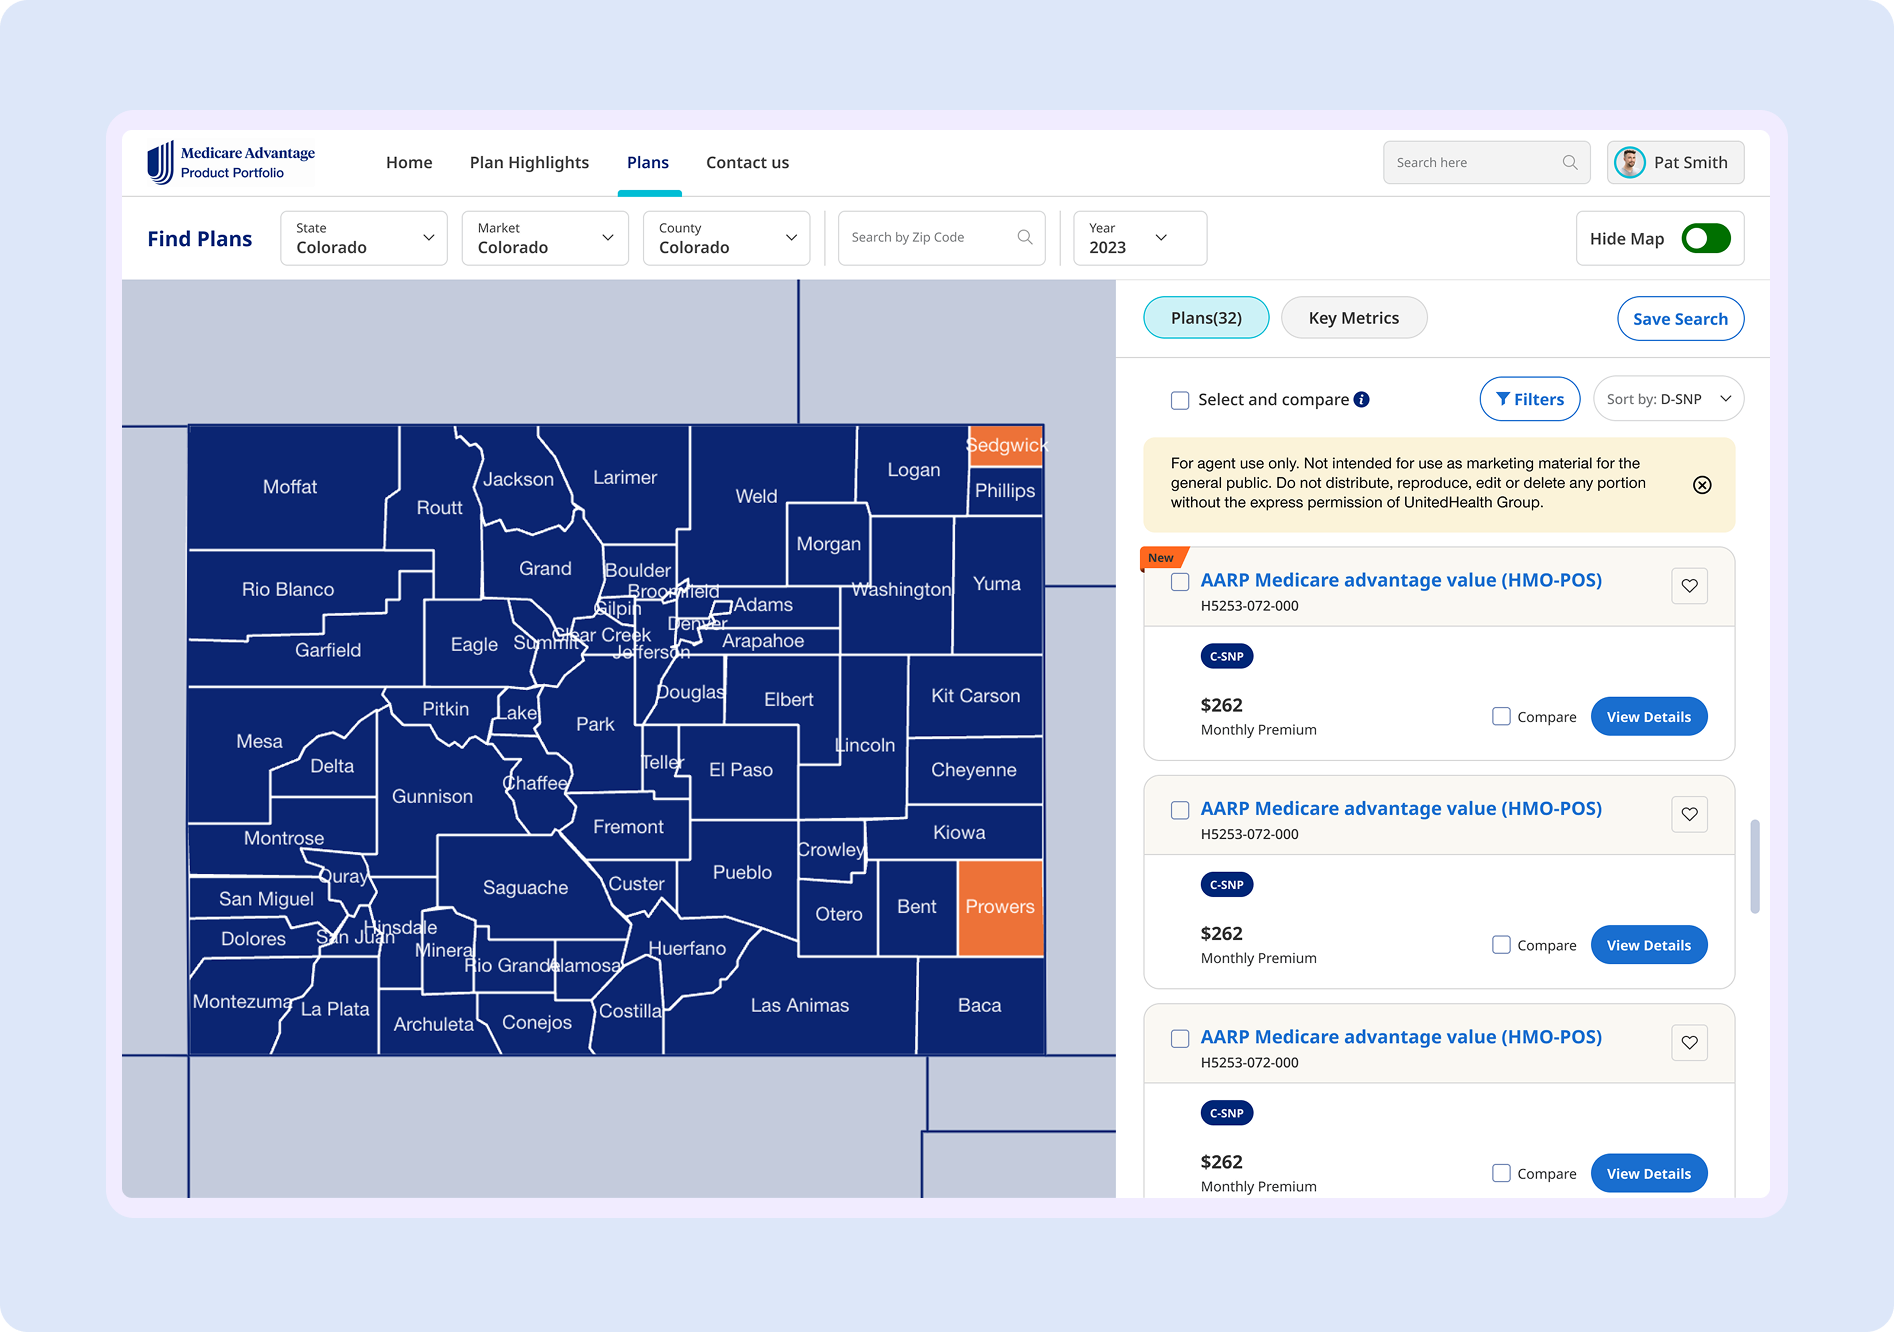 Medicare Advantage
Product Portfolio
Home
Plan Highlights
Plans
Contact us
Search here
Pat Smith
Find Plans
State
Colorado
Market
Colorado
County
Colorado
Search by Zip Code
Year
2023
Hide Map
Plans(32)
Key Metrics
Save Search
Select and compare
i
Filters
Sort by: D-SNP
For agent use only. Not intended for use as marketing material for the
general public. Do not distribute, reproduce, edit or delete any portion
without the express permission of UnitedHealth Group.
New
AARP Medicare advantage value (HMO-POS)
H5253-072-000
C-SNP
$262
Monthly Premium
Compare
View Details
AARP Medicare advantage value (HMO-POS)
H5253-072-000
C-SNP
$262
Monthly Premium
Compare
View Details
AARP Medicare advantage value (HMO-POS)
H5253-072-000
C-SNP
$262
Monthly Premium
Compare
View Details
Moffat
Routt
Jackson
Larimer
Weld
Logan
Sedgwick
Phillips
Morgan
Rio Blanco
Grand
Boulder
Broomfield
Gilpin
Adams
Washington
Yuma
Garfield
Eagle
Summit
Clear Creek
Denver
Jefferson
Arapahoe
Pitkin
Lake
Park
Douglas
Elbert
Kit Carson
Mesa
Delta
Gunnison
Chaffee
Teller
El Paso
Lincoln
Cheyenne
Montrose
Fremont
Crowley
Kiowa
Ouray
San Miguel
Saguache
Custer
Pueblo
Otero
Bent
Prowers
Dolores
San Juan
Hinsdale
Mineral
Rio Grande
Alamosa
Huerfano
Montezuma
La Plata
Archuleta
Conejos
Costilla
Las Animas
Baca